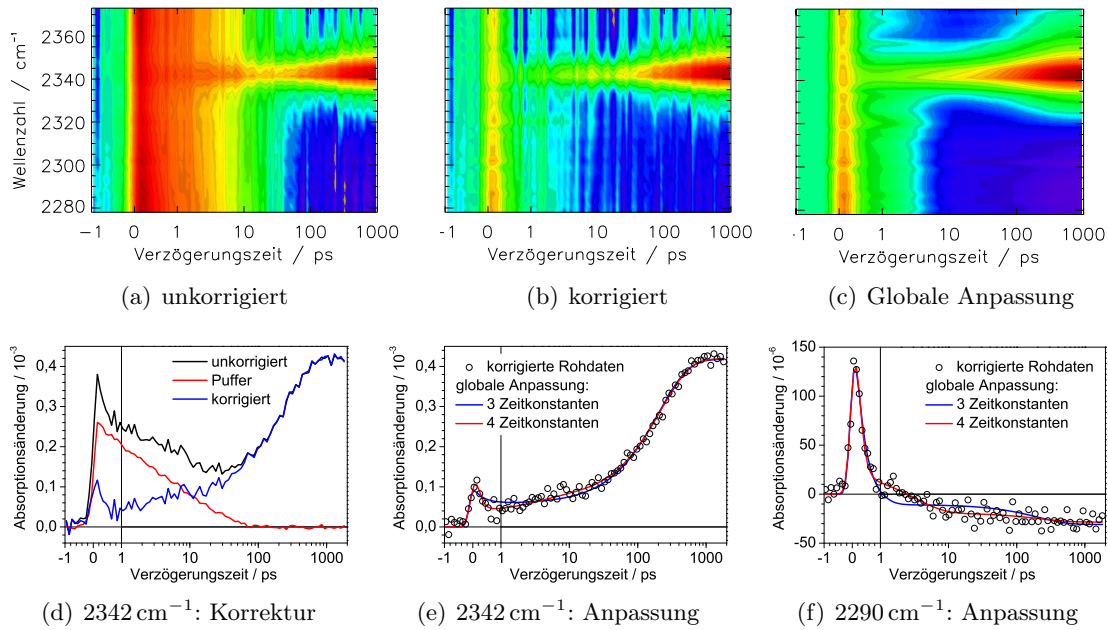 Wellenzahl / cm⁻¹
2360
2340
2320
2300
2280
-1 0 1 10 100 1000
Verzögerungszeit / ps
(a) unkorrigiert
2360
2340
2320
2300
2280
-1 0 1 10 100 1000
Verzögerungszeit / ps
(b) korrigiert
·1 0 1 10 100 1000
Verzögerungszeit / ps
(c) Globale Anpassung
Absorptionsänderung / 10⁻³
0,4
0,3
0,2
0,1
0,0
unkorrigiert
Puffer
korrigiert
-1 0 1 10 100 1000
Verzögerungszeit / ps
(d) 2342 cm⁻¹: Korrektur
Absorptionsänderung / 10⁻³
0,4
0,3
0,2
0,1
0,0
korrigierte Rohdaten
globale Anpassung:
3 Zeitkonstanten
4 Zeitkonstanten
-1 0 1 10 100 1000
Verzögerungszeit / ps
(e) 2342 cm⁻¹: Anpassung
Absorptionsänderung / 10⁻⁶
150
100
50
0
-50
korrigierte Rohdaten
globale Anpassung:
3 Zeitkonstanten
4 Zeitkonstanten
-1 0 1 10 100 1000
Verzögerungszeit / ps
(f) 2290 cm⁻¹: Anpassung